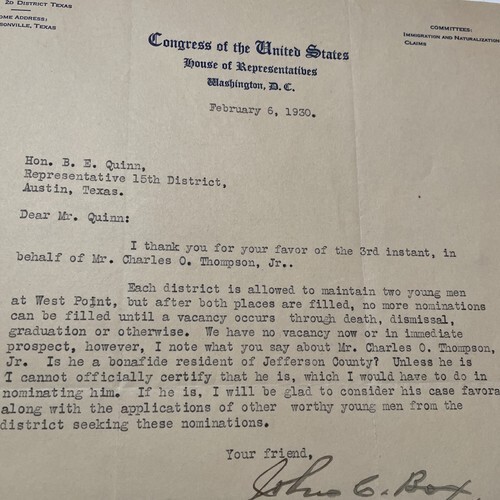 2D DISTRICT TEXAS
OME ADDRESS:
SONVILLE, TEXAS
COMMITTEES:
IMMIGRATION AND NATURALIZATION
CLAIMS
Congress of the United States
House of Representatives
Washington, D. C.
February 6, 1930.
Hon. B. E. Quinn,
Representative 15th District,
Austin, Texas.
Dear Mr. Quinn:
I thank you for your favor of the 3rd instant, in
behalf of Mr. Charles O. Thompson, Jr..
Each district is allowed to maintain two young men
at West Point, but after both places are filled, no more nominations
can be filled until a vacancy occurs through death, dismissal,
graduation or otherwise. We have no vacancy now or in immediate
prospect, however, I note what you say about Mr. Charles O. Thompson,
Jr. Is he a bonafide resident of Jefferson County? Unless he is
I cannot officially certify that he is, which I would have to do in
nominating him. If he is, I will be glad to consider his case favora
along with the applications of other worthy young men from the
district seeking these nominations.
Your friend,
John C. Box